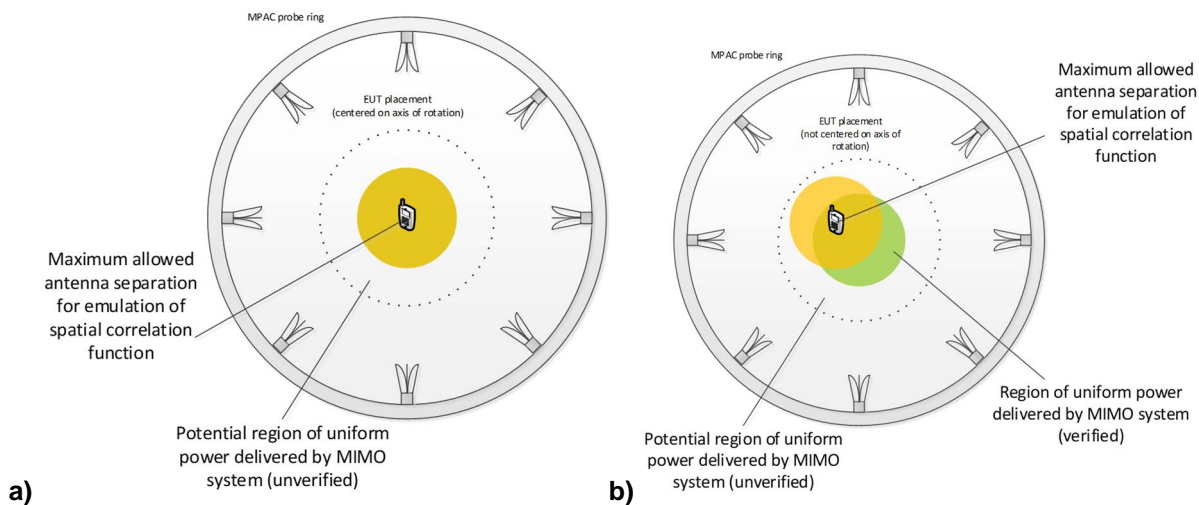 MPAC probe ring
EUT placement
(centered on axis of rotation)
Maximum allowed
antenna separation
for emulation of
spatial correlation
function
Potential region of uniform
power delivered by MIMO
system (unverified)
a)
MPAC probe ring
Maximum allowed
antenna separation
for emulation of
spatial correlation
function
EUT placement
(not centered on axis of
rotation)
Region of uniform power
delivered by MIMO system
(verified)
Potential region of uniform
power delivered by MIMO
system (unverified)
b)